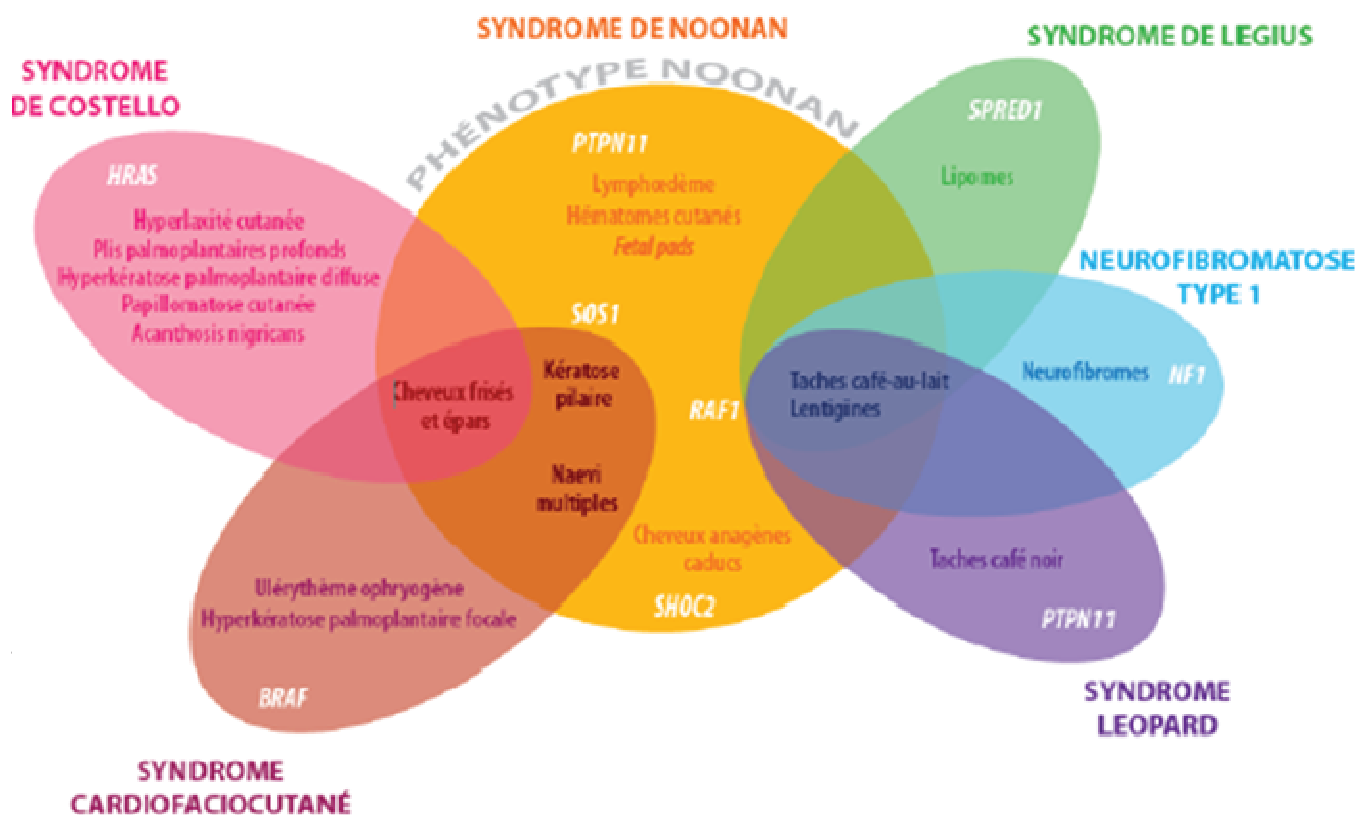 SYNDROME DE NOONAN
SYNDROME DE LEGIUS
SYNDROME
DE COSTELLO
PHÉNOTYPE NOONAN
SPRED1
PTPN11
HRAS
Lipomes
Lymphœdème
Hématomes cutanés
Fetal pads
Hyperlaxité cutanée
Plis palmoplantaires profonds
Hyperkératose palmoplantaire diffuse
Papillomatose cutanée
Acanthosis nigricans
NEUROFIBROMATOSE
TYPE 1
SOS1
Kératose
pilaire
Cheveux frisés
et épars
RAF1
Taches café-au-lait
Lentigines
Neurofibromes
NF1
Naevi
multiples
Cheveux anagènes
caducs
SHOC2
Taches café noir
PTPN11
Ulérythème ophryogène
Hyperkératose palmoplantaire focale
BRAF
SYNDROME
LEOPARD
SYNDROME
CARDIOFACIOCUTANÉ